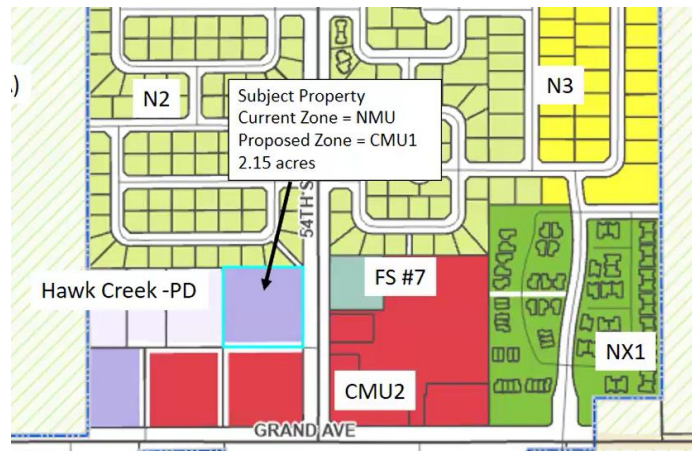 )
N2
N3
Subject Property
Current Zone = NMU
Proposed Zone = CMU1
2.15 acres
54TH'S
Hawk Creek -PD
FS #7
NX1
CMU2
GRAND AVE